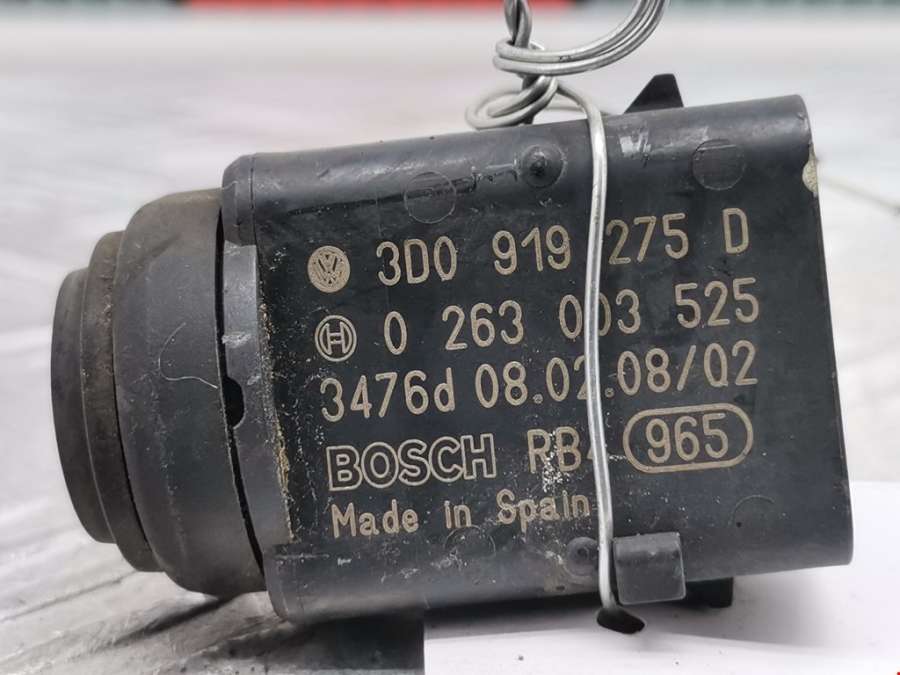 3D0 919 275 D
0 263 003 525
3476d 08.02.08/02
BOSCH RB 965
Made in Spain